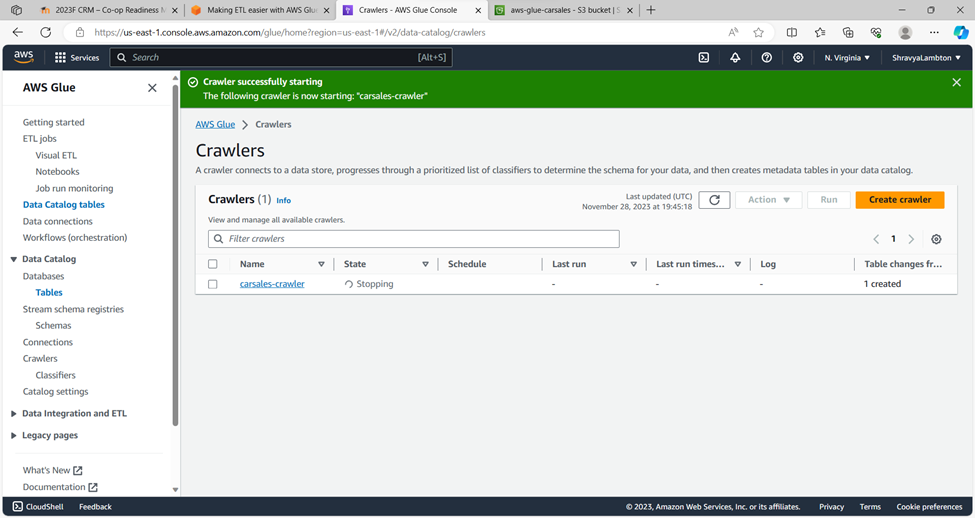 2023F CRM – Co-op Readiness M
Making ETL easier with AWS Glue
Crawlers - AWS Glue Console
aws-glue-carsales - S3 bucket | S
https://us-east-1.console.aws.amazon.com/glue/home?region=us-east-1#/v2/data-catalog/crawlers
aws
Services
Search
[Alt+S]
N. Virginia
ShravyaLambton
AWS Glue
Getting started
ETL jobs
Visual ETL
Notebooks
Job run monitoring
Data Catalog tables
Data connections
Workflows (orchestration)
Data Catalog
Databases
Tables
Stream schema registries
Schemas
Connections
Crawlers
Classifiers
Catalog settings
Data Integration and ETL
Legacy pages
What's New
Documentation
Crawler successfully starting
The following crawler is now starting: "carsales-crawler"
AWS Glue
Crawlers
Crawlers
A crawler connects to a data store, progresses through a prioritized list of classifiers to determine the schema for your data, and then creates metadata tables in your data catalog.
Crawlers (1) Info
View and manage all available crawlers.
Last updated (UTC)
November 28, 2023 at 19:45:18
Action
Run
Create crawler
Filter crawlers
1
Name State Schedule Last run Last run times... Log Table changes fr...
carsales-crawler Stopping - - - 1 created
CloudShell Feedback © 2023, Amazon Web Services, Inc. or its affiliates. Privacy Terms Cookie preferences